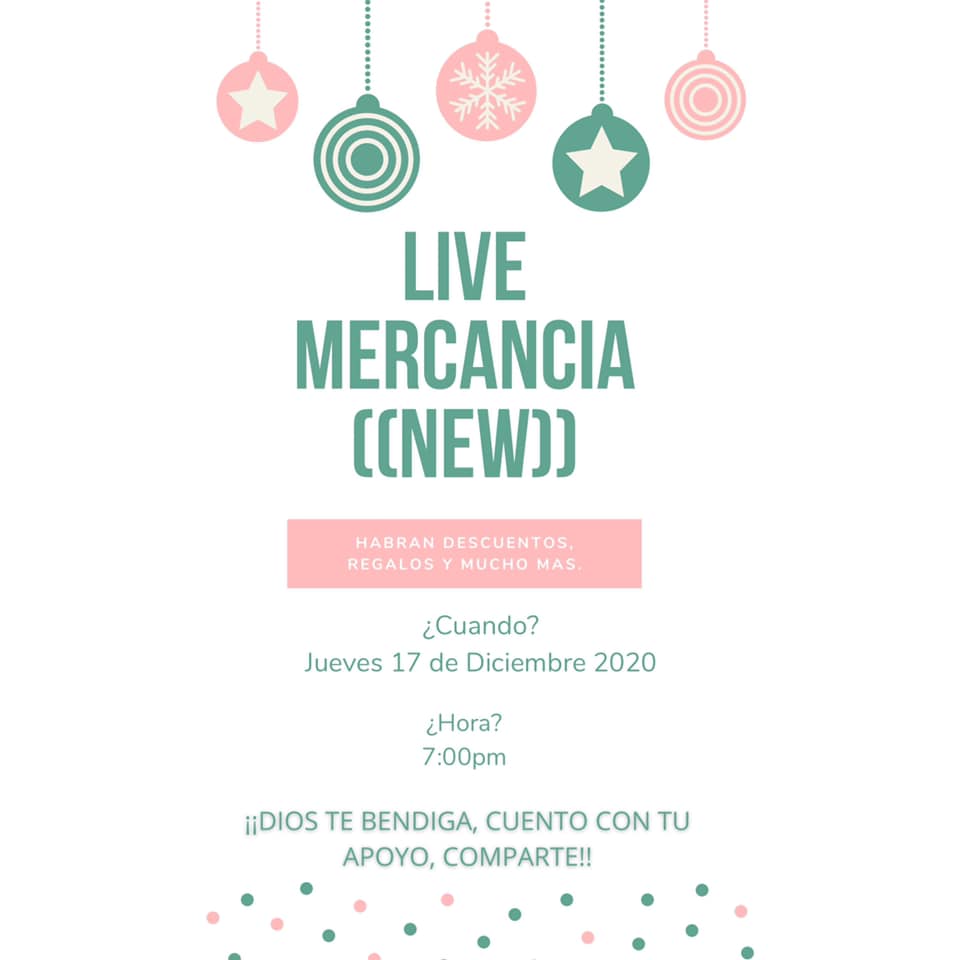 LIVE
MERCANCIA
((NEW))
HABRAN DESCUENTOS,
REGALOS Y MUCHO MAS.
¿Cuando?
Jueves 17 de Diciembre 2020
¿Hora?
7:00pm
¡¡DIOS TE BENDIGA, CUENTO CON TU
APOYO, COMPARTE!!